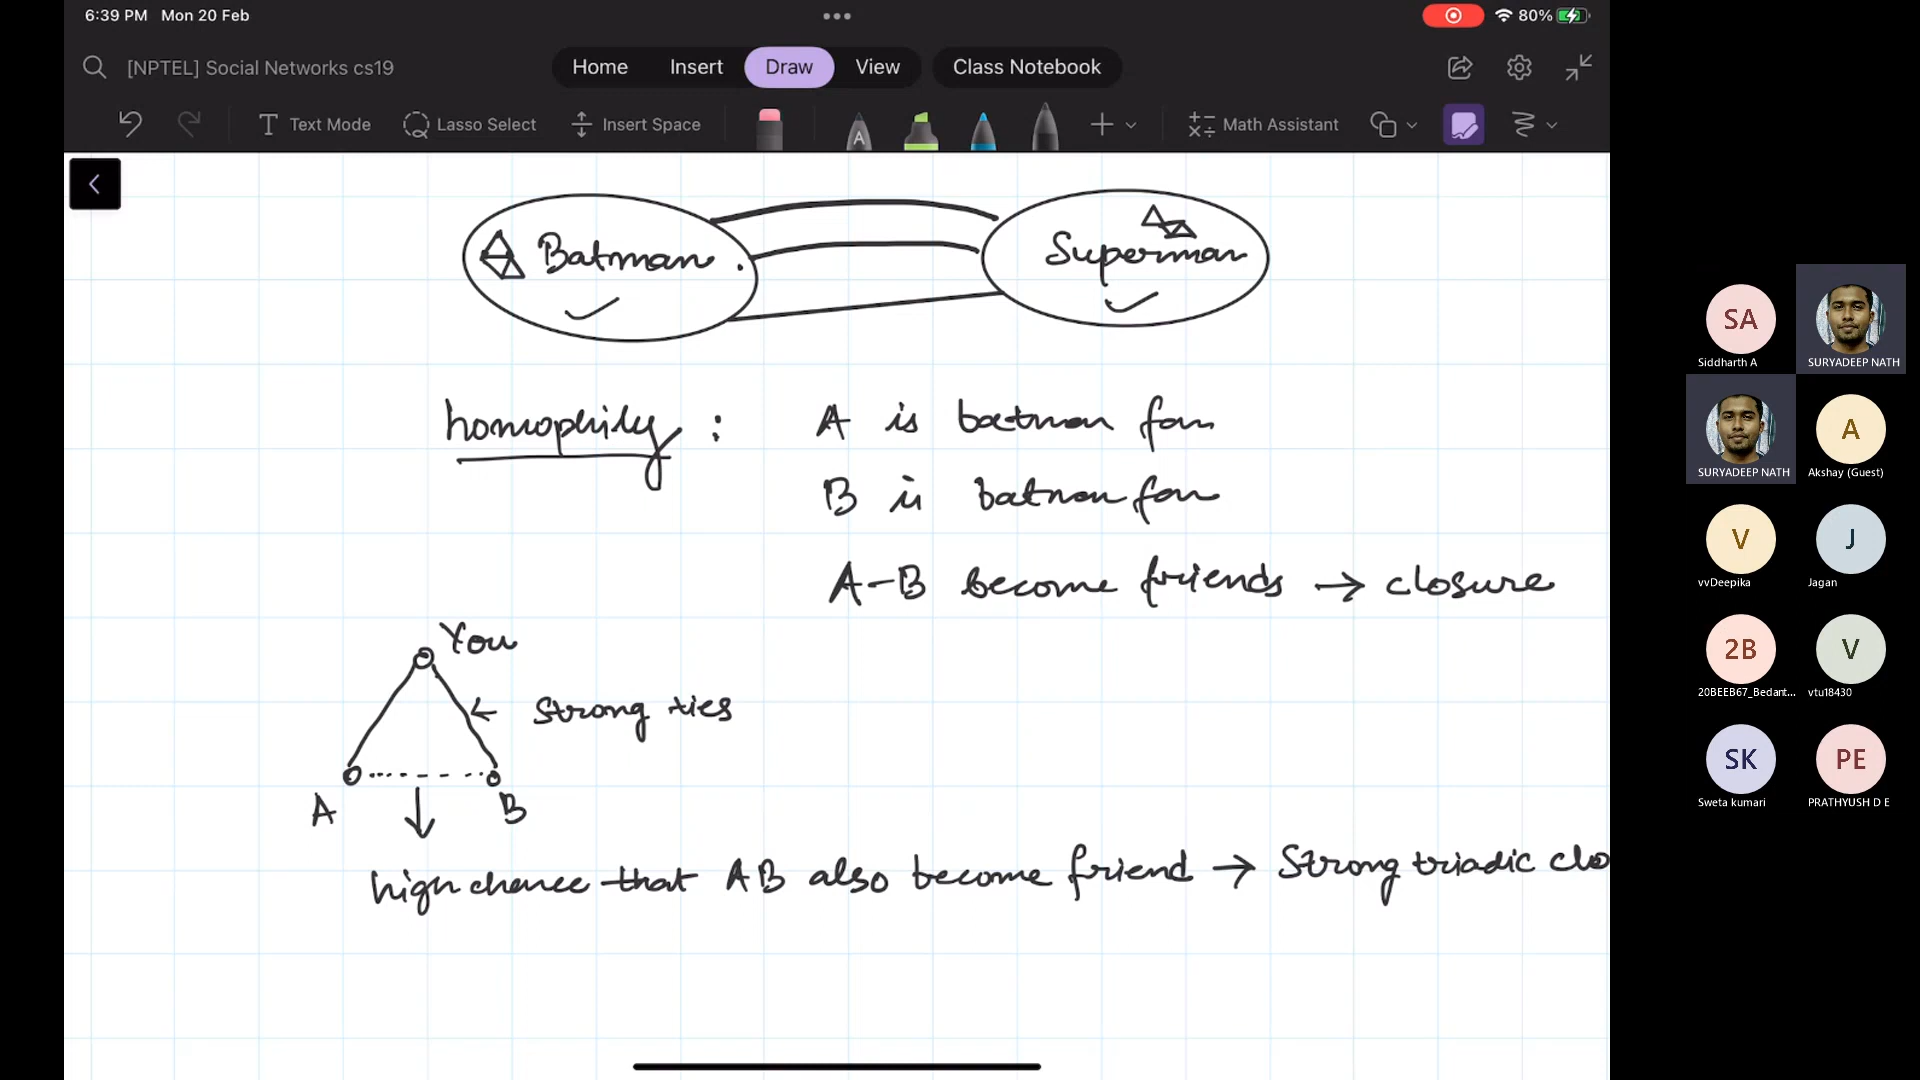 6:39 PM Mon 20 Feb
80%
[NPTEL] Social Networks cs19
Home Insert Draw View Class Notebook
Text Mode Lasso Select Insert Space A Math Assistant
Batman Superman
homophily : A is batman fan
B is batman fan
A-B become friends → closure
You
strong ties
A B
high chance that AB also become friend → Strong triadic clo
SA
Siddharth A
SURYADEEP NATH
SURYADEEP NATH
A
Akshay (Guest)
V
vvDeepika
J
Jagan
2B
20BEEB67_Bedant...
V
vtu18430
SK
Sweta kumari
PE
PRATHYUSH D E